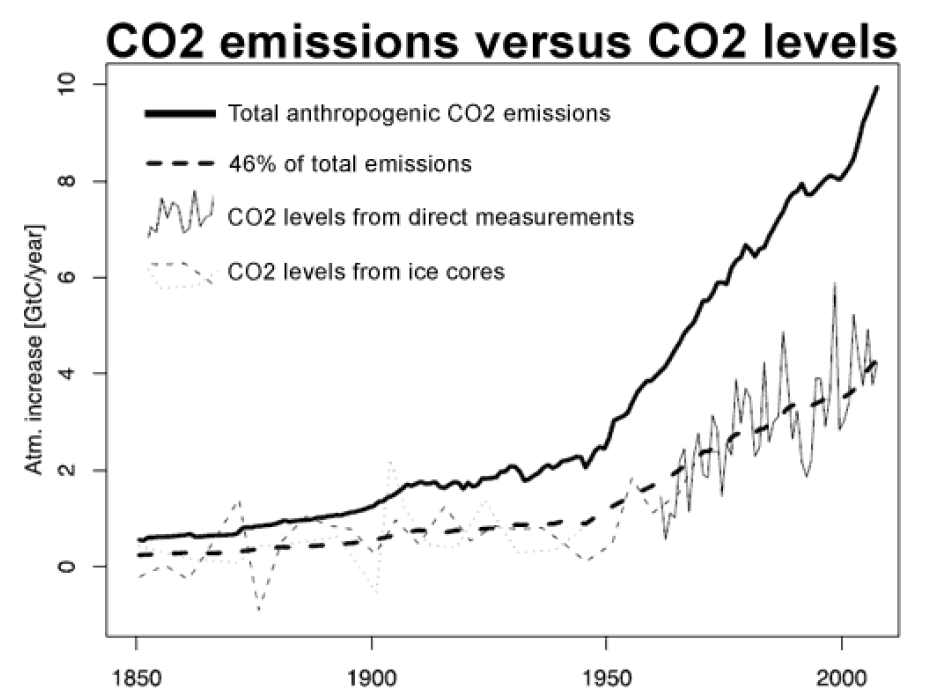 CO2 emissions versus CO2 levels
Total anthropogenic CO2 emissions
46% of total emissions
CO2 levels from direct measurements
CO2 levels from ice cores
Atm. increase [GtC/year]
10
8
6
4
2
0
1850 1900 1950 2000